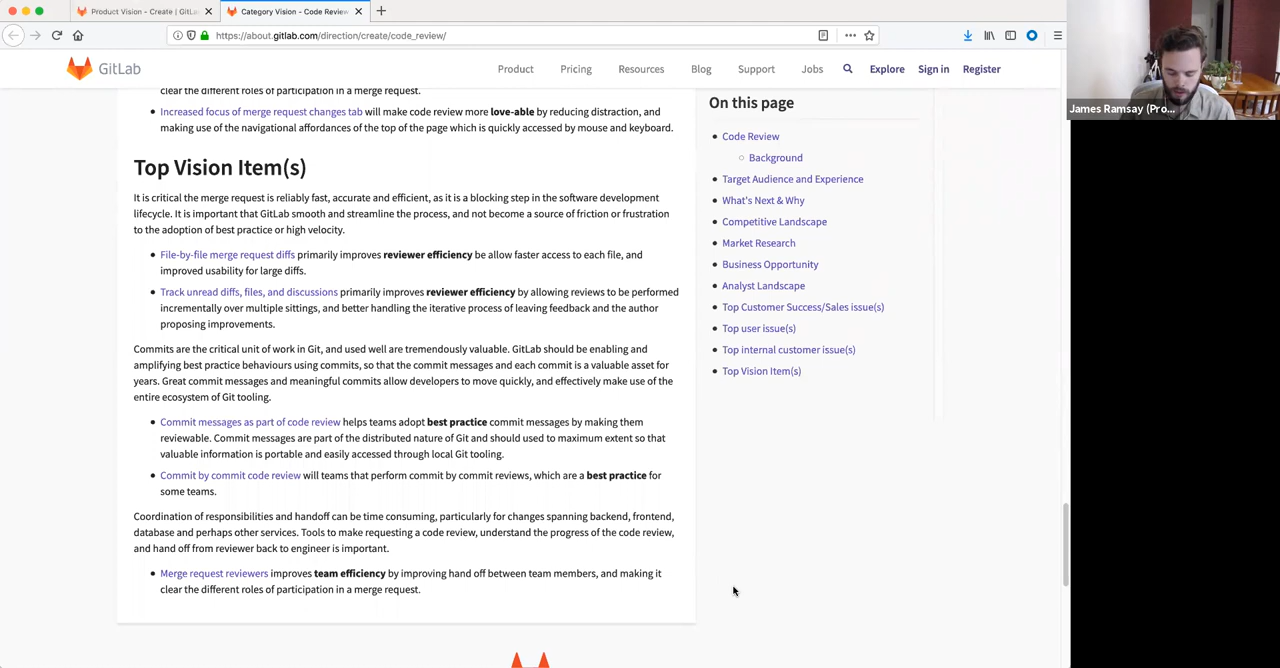 Product Vision - Create | GitLa
Category Vision - Code Review
https://about.gitlab.com/direction/create/code_review/
GitLab
Product
Pricing
Resources
Blog
Support
Jobs
Explore
Sign in
Register
James Ramsay (Pro...
clear the different roles of participation in a merge request.
Increased focus of merge request changes tab will make code review more love-able by reducing distraction, and
making use of the navigational affordances of the top of the page which is quickly accessed by mouse and keyboard.
Top Vision Item(s)
It is critical the merge request is reliably fast, accurate and efficient, as it is a blocking step in the software development
lifecycle. It is important that GitLab smooth and streamline the process, and not become a source of friction or frustration
to the adoption of best practice or high velocity.
File-by-file merge request diffs primarily improves reviewer efficiency be allow faster access to each file, and
improved usability for large diffs.
Track unread diffs, files, and discussions primarily improves reviewer efficiency by allowing reviews to be performed
incrementally over multiple sittings, and better handling the iterative process of leaving feedback and the author
proposing improvements.
Commits are the critical unit of work in Git, and used well are tremendously valuable. GitLab should be enabling and
amplifying best practice behaviours using commits, so that the commit messages and each commit is a valuable asset for
years. Great commit messages and meaningful commits allow developers to move quickly, and effectively make use of the
entire ecosystem of Git tooling.
Commit messages as part of code review helps teams adopt best practice commit messages by making them
reviewable. Commit messages are part of the distributed nature of Git and should used to maximum extent so that
valuable information is portable and easily accessed through local Git tooling.
Commit by commit code review will teams that perform commit by commit reviews, which are a best practice for
some teams.
Coordination of responsibilities and handoff can be time consuming, particularly for changes spanning backend, frontend,
database and perhaps other services. Tools to make requesting a code review, understand the progress of the code review,
and hand off from reviewer back to engineer is important.
Merge request reviewers improves team efficiency by improving hand off between team members, and making it
clear the different roles of participation in a merge request.
On this page
Code Review
Background
Target Audience and Experience
What's Next & Why
Competitive Landscape
Market Research
Business Opportunity
Analyst Landscape
Top Customer Success/Sales issue(s)
Top user issue(s)
Top internal customer issue(s)
Top Vision Item(s)